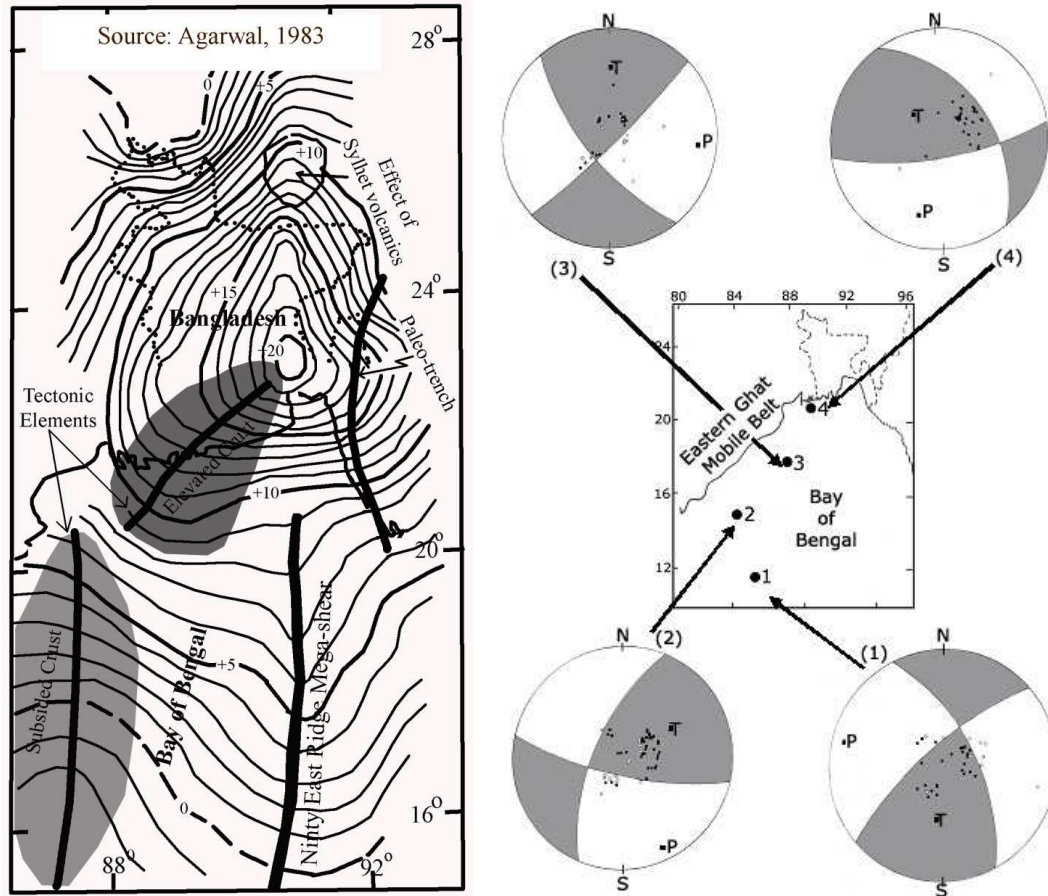 Source: Agarwal, 1983
28°
0
+5
+10
Effect of
Sylhet volcanics
24°
+15
Bangladesh
+20
Paleo-trench
Tectonic
Elements
Elevated Crust
+10
20°
Subsided Crust
Bay of Bengal
+5
Ninty East Ridge Mega-shear
0
16°
88°
92°
N
T
P
S
(3)
N
T
P
S
(4)
80 84 88 92 96
24
20
16
12
Eastern Ghat
Mobile Belt
4
3
2
1
Bay
of
Bengal
(2)
N
T
P
S
(1)
N
P
T
S